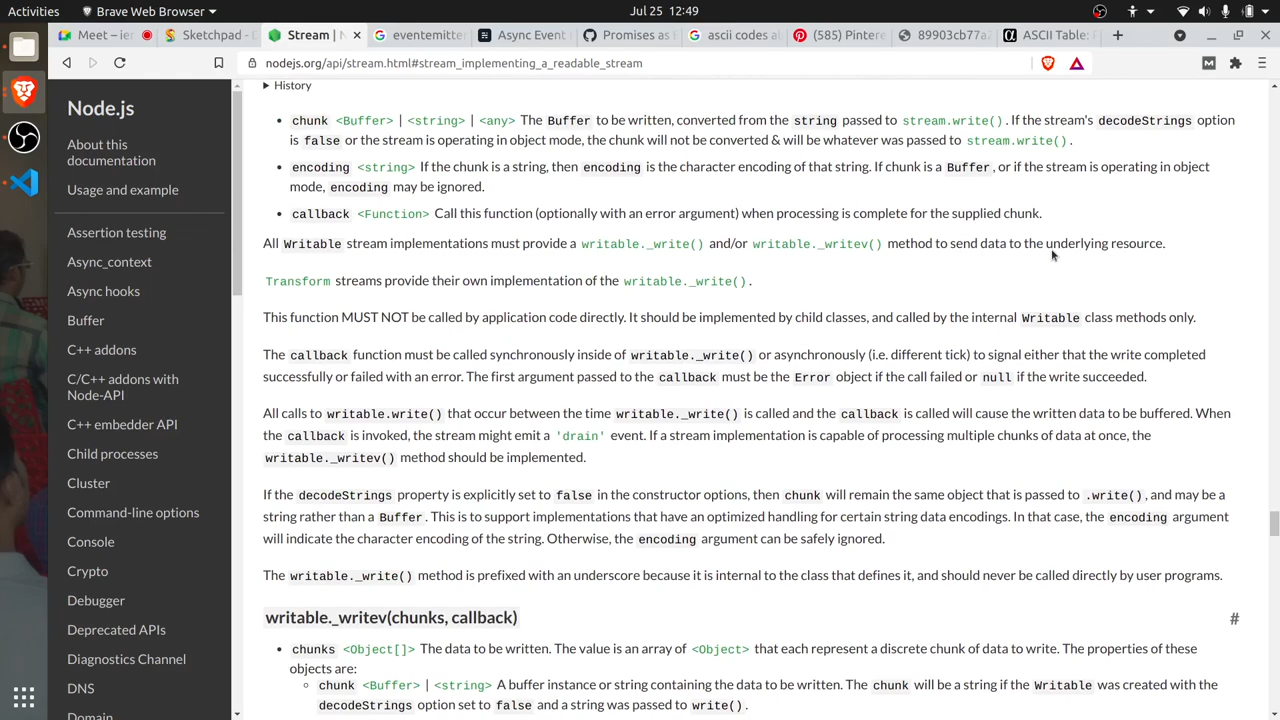 Activities Brave Web Browser Jul 25 12:49
Meet – ier Sketchpad - Stream | N eventemitter Async Event Promises as E ascii codes al (585) Pintere 89903cb77a2 ASCII Table:
nodejs.org/api/stream.html#stream_implementing_a_readable_stream
Node.js
About this
documentation
Usage and example
Assertion testing
Async_context
Async hooks
Buffer
C++ addons
C/C++ addons with
Node-API
C++ embedder API
Child processes
Cluster
Command-line options
Console
Crypto
Debugger
Deprecated APIs
Diagnostics Channel
DNS
Domain
History
• chunk <Buffer> | <string> | <any> The Buffer to be written, converted from the string passed to stream.write(). If the stream's decodeStrings option
is false or the stream is operating in object mode, the chunk will not be converted & will be whatever was passed to stream.write().
• encoding <string> If the chunk is a string, then encoding is the character encoding of that string. If chunk is a Buffer, or if the stream is operating in object
mode, encoding may be ignored.
• callback <Function> Call this function (optionally with an error argument) when processing is complete for the supplied chunk.
All Writable stream implementations must provide a writable._write() and/or writable._writev() method to send data to the underlying resource.
Transform streams provide their own implementation of the writable._write().
This function MUST NOT be called by application code directly. It should be implemented by child classes, and called by the internal Writable class methods only.
The callback function must be called synchronously inside of writable._write() or asynchronously (i.e. different tick) to signal either that the write completed
successfully or failed with an error. The first argument passed to the callback must be the Error object if the call failed or null if the write succeeded.
All calls to writable.write() that occur between the time writable._write() is called and the callback is called will cause the written data to be buffered. When
the callback is invoked, the stream might emit a 'drain' event. If a stream implementation is capable of processing multiple chunks of data at once, the
writable._writev() method should be implemented.
If the decodeStrings property is explicitly set to false in the constructor options, then chunk will remain the same object that is passed to .write(), and may be a
string rather than a Buffer. This is to support implementations that have an optimized handling for certain string data encodings. In that case, the encoding argument
will indicate the character encoding of the string. Otherwise, the encoding argument can be safely ignored.
The writable._write() method is prefixed with an underscore because it is internal to the class that defines it, and should never be called directly by user programs.
writable._writev(chunks, callback) #
• chunks <Object[]> The data to be written. The value is an array of <Object> that each represent a discrete chunk of data to write. The properties of these
objects are:
◦ chunk <Buffer> | <string> A buffer instance or string containing the data to be written. The chunk will be a string if the Writable was created with the
decodeStrings option set to false and a string was passed to write().